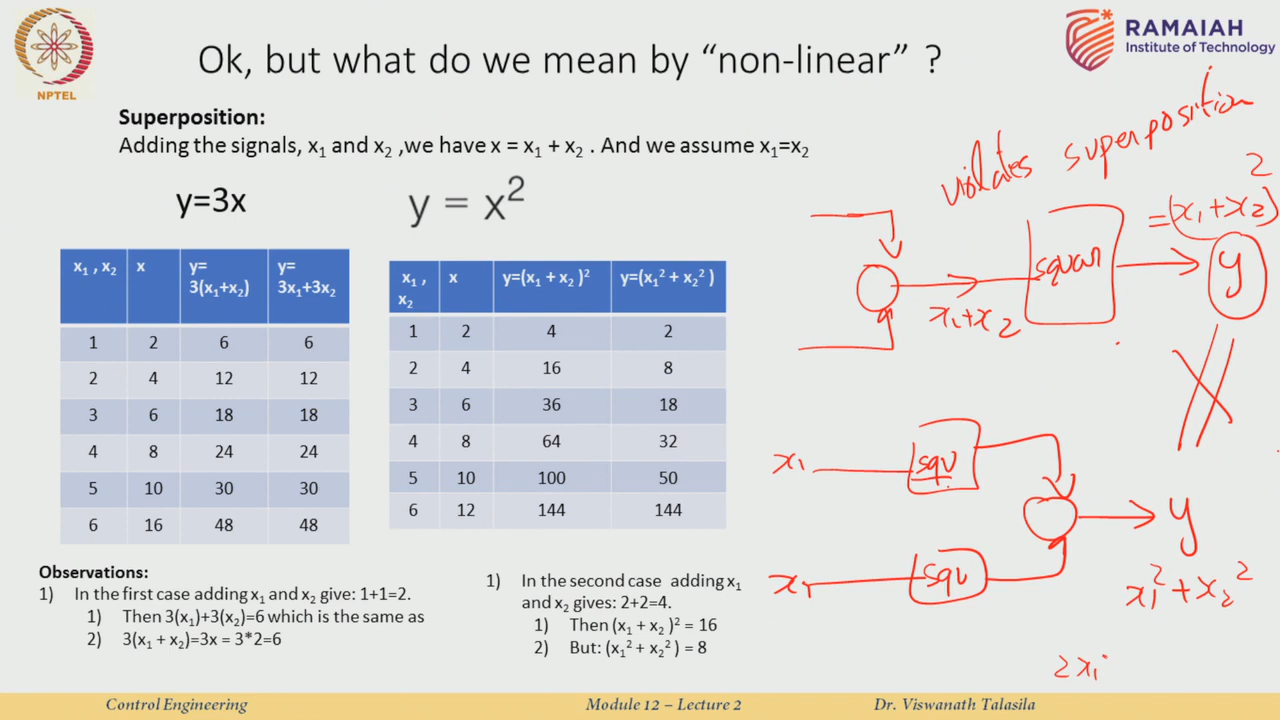 NPTEL
Ok, but what do we mean by “non-linear” ?
RAMAIAH
Institute of Technology
Superposition:
Adding the signals, x₁ and x₂ ,we have x = x₁ + x₂ . And we assume x₁=x₂
y=3x
y = x²
x₁ , x₂ x y= 3(x₁+x₂) y= 3x₁+3x₂
1 2 6 6
2 4 12 12
3 6 18 18
4 8 24 24
5 10 30 30
6 16 48 48
x₁ , x₂ x y=(x₁ + x₂ )² y=(x₁² + x₂² )
1 2 4 2
2 4 16 8
3 6 36 18
4 8 64 32
5 10 100 50
6 12 144 144
violates superposition
=(x₁+x₂)²
squar
y
x₁+x₂
x₁
squ
y
x₁
squ
x₁²+x₂²
2x₁
Observations:
1) In the first case adding x₁ and x₂ give: 1+1=2.
1) Then 3(x₁)+3(x₂)=6 which is the same as
2) 3(x₁ + x₂)=3x = 3*2=6
1) In the second case adding x₁
and x₂ gives: 2+2=4.
1) Then (x₁ + x₂ )² = 16
2) But: (x₁² + x₂² ) = 8
Control Engineering
Module 12 – Lecture 2
Dr. Viswanath Talasila